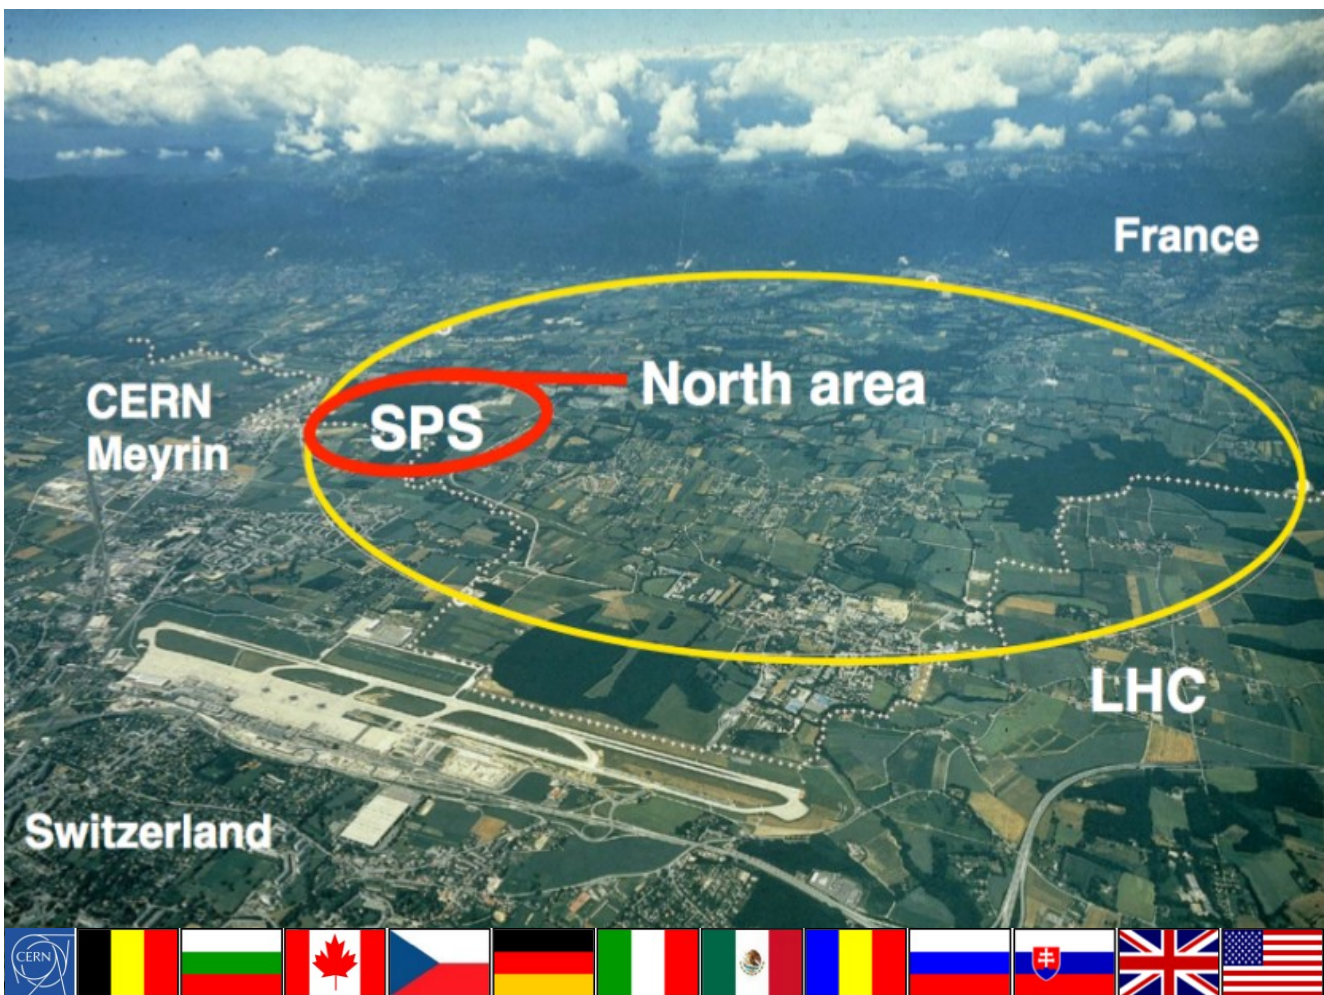 France
North area
CERN
Meyrin
SPS
LHC
Switzerland
CERN